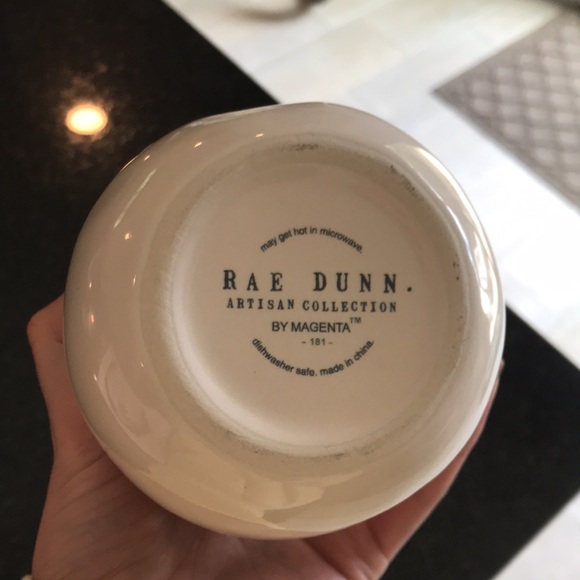 may get hot in microwave.
RAE DUNN.
ARTISAN COLLECTION
BY MAGENTA™
- 181 -
dishwasher safe. made in china.